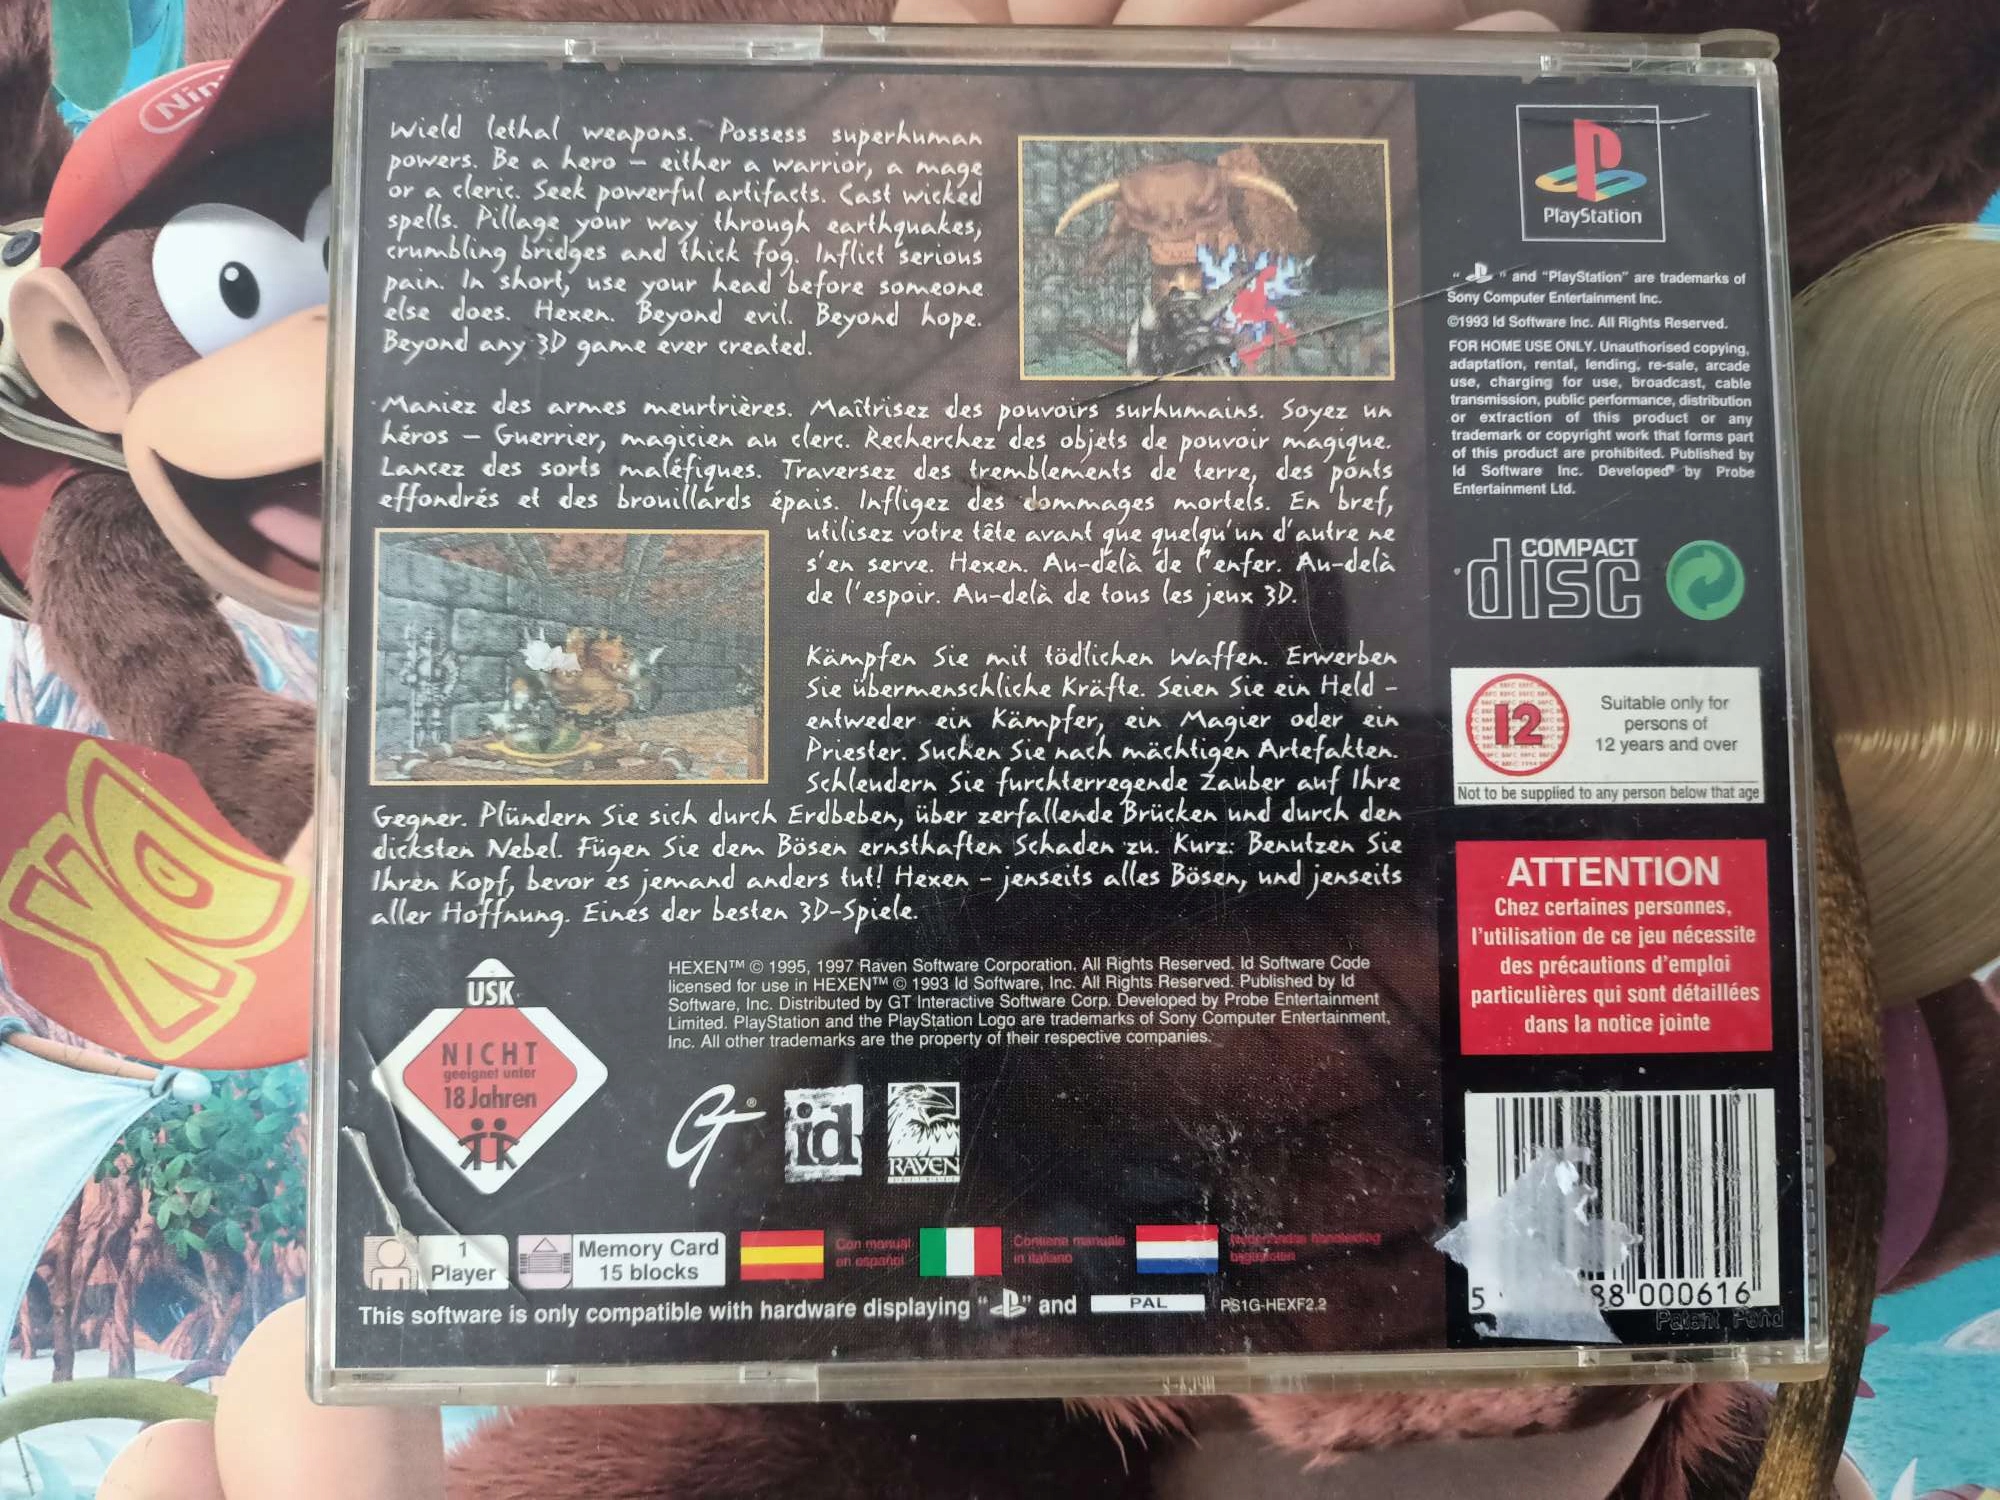 Nin
Wield lethal weapons. Possess superhuman
powers. Be a hero – either a warrior, a mage
or a cleric. Seek powerful artifacts. Cast wicked
spells. Pillage your way through earthquakes,
crumbling bridges and thick fog. Inflict serious
pain. In short, use your head before someone
else does. Hexen. Beyond evil. Beyond hope.
Beyond any 3D game ever created.
Maniez des armes meurtrières. Maîtrisez des pouvoirs surhumains. Soyez un
héros – Guerrier, magicien au clerc. Recherchez des objets de pouvoir magique.
Lancez des sorts maléfiques. Traversez des tremblements de terre, des ponts
effondrés et des brouillards épais. Infligez des dommages mortels. En bref,
utilisez votre tête avant que quelqu'un d'autre ne
s'en serve. Hexen. Au-delà de l'enfer. Au-delà
de l'espoir. Au-delà de tous les jeux 3D.
Kämpfen Sie mit tödlichen Waffen. Erwerben
Sie übermenschliche Kräfte. Seien Sie ein Held –
entweder ein Kämpfer, ein Magier oder ein
Priester. Suchen Sie nach mächtigen Artefakten.
Schleudern Sie furchterregende Zauber auf Ihre
Gegner. Plündern Sie sich durch Erdbeben, über zerfallende Brücken und durch den
dicksten Nebel. Fügen Sie dem Bösen ernsthaften Schaden zu. Kurz: Benutzen Sie
Ihren Kopf, bevor es jemand anders tut! Hexen – jenseits alles Bösen, und jenseits
aller Hoffnung. Eines der besten 3D-Spiele.
DK
USK
NICHT
geeignet unter
18 Jahren
HEXEN™ © 1995, 1997 Raven Software Corporation. All Rights Reserved. Id Software Code
licensed for use in HEXEN™ © 1993 Id Software, Inc. All Rights Reserved. Published by Id
Software, Inc. Distributed by GT Interactive Software Corp. Developed by Probe Entertainment
Limited. PlayStation and the PlayStation Logo are trademarks of Sony Computer Entertainment,
Inc. All other trademarks are the property of their respective companies.
GT®
id
RAVEN
1
Player
Memory Card
15 blocks
Con manual
en español
Contiene manuale
in italiano
Nederlandse handleiding
This software is only compatible with hardware displaying " " and PAL PS1G-HEXF2.2
PlayStation
" " and "PlayStation" are trademarks of
Sony Computer Entertainment Inc.
©1993 Id Software Inc. All Rights Reserved.
FOR HOME USE ONLY. Unauthorised copying,
adaptation, rental, lending, re-sale, arcade
use, charging for use, broadcast, cable
transmission, public performance, distribution
or extraction of this product or any
trademark or copyright work that forms part
of this product are prohibited. Published by
Id Software Inc. Developed by Probe
Entertainment Ltd.
COMPACT
disc
12
Suitable only for
persons of
12 years and over
Not to be supplied to any person below that age
ATTENTION
Chez certaines personnes,
l'utilisation de ce jeu nécessite
des précautions d'emploi
particulières qui sont détaillées
dans la notice jointe
5 88 000616
Patent Pend